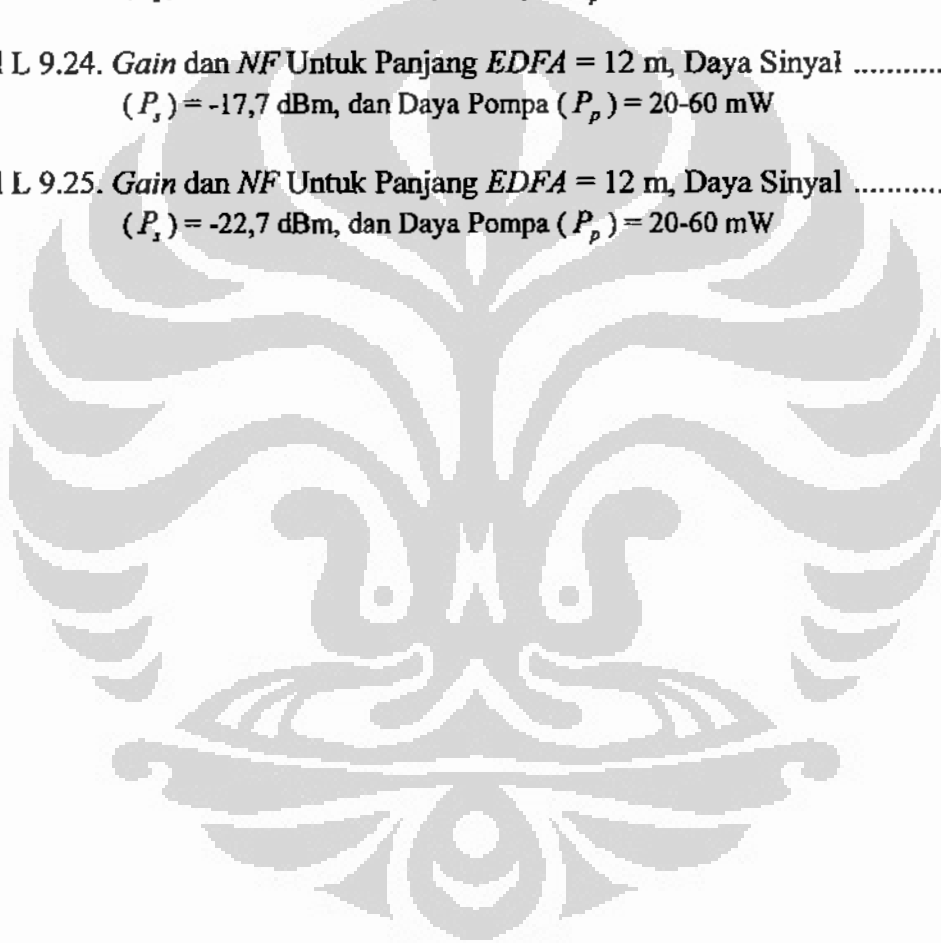 L 9.24. Gain dan NF Untuk Panjang EDFA = 12 m, Daya Sinyal ...........
(P_s) = -17,7 dBm, dan Daya Pompa (P_p) = 20-60 mW
L 9.25. Gain dan NF Untuk Panjang EDFA = 12 m, Daya Sinyal ...........
(P_s) = -22,7 dBm, dan Daya Pompa (P_p) = 20-60 mW